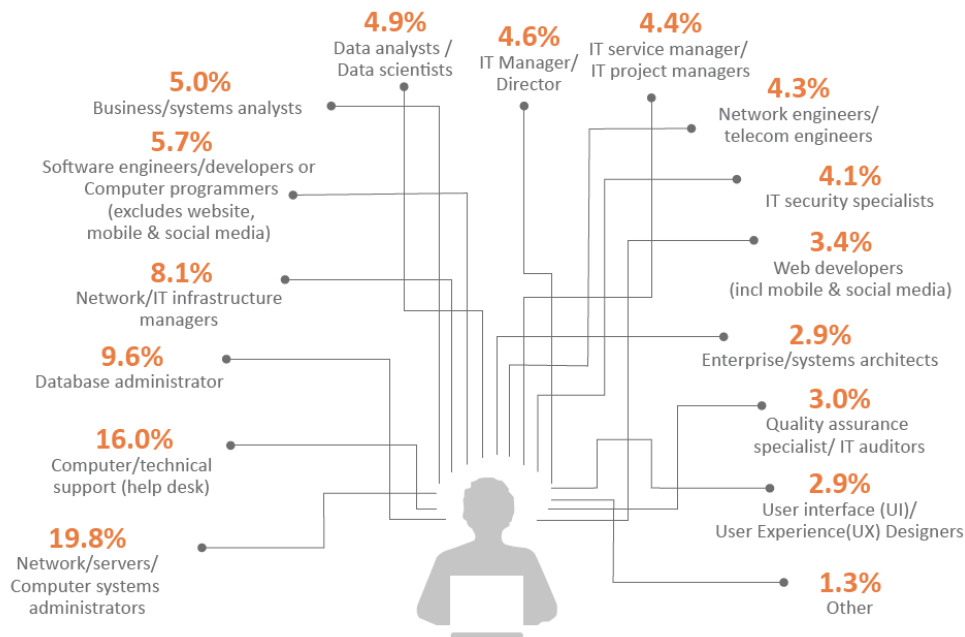 4.9%
Data analysts /
Data scientists
4.6%
IT Manager/
Director
4.4%
IT service manager/
IT project managers
5.0%
Business/systems analysts
4.3%
Network engineers/
telecom engineers
5.7%
Software engineers/developers or
Computer programmers
(excludes website,
mobile & social media)
4.1%
IT security specialists
8.1%
Network/IT infrastructure
managers
3.4%
Web developers
(incl mobile & social media)
9.6%
Database administrator
2.9%
Enterprise/systems architects
16.0%
Computer/technical
support (help desk)
3.0%
Quality assurance
specialist/ IT auditors
19.8%
Network/servers/
Computer systems
administrators
2.9%
User interface (UI)/
User Experience(UX) Designers
1.3%
Other